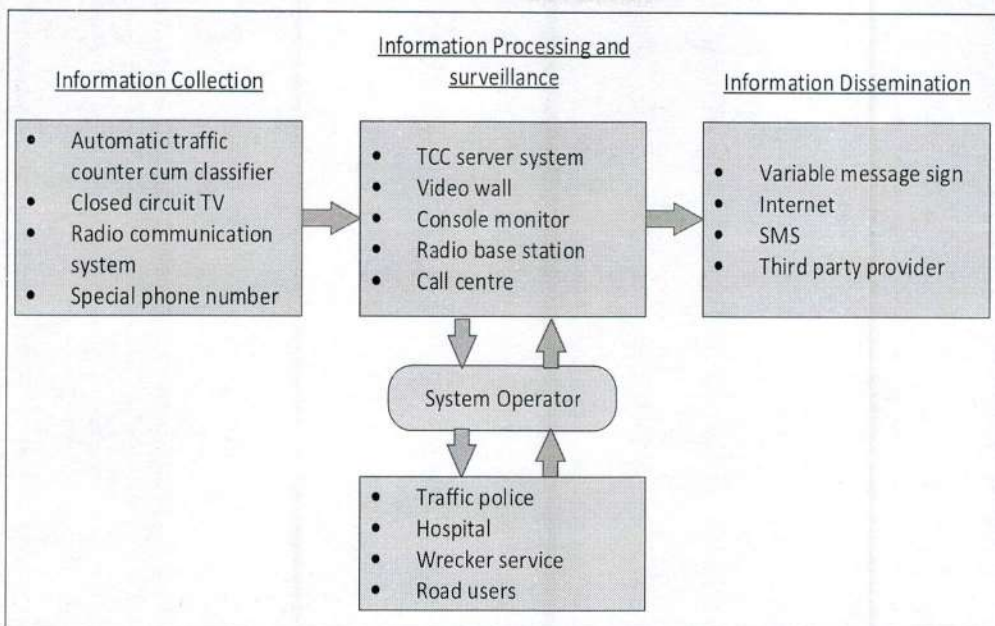 Information Collection
• Automatic traffic
counter cum classifier
• Closed circuit TV
• Radio communication
system
• Special phone number
Information Processing and
surveillance
• TCC server system
• Video wall
• Console monitor
• Radio base station
• Call centre
Information Dissemination
• Variable message sign
• Internet
• SMS
• Third party provider
System Operator
• Traffic police
• Hospital
• Wrecker service
• Road users